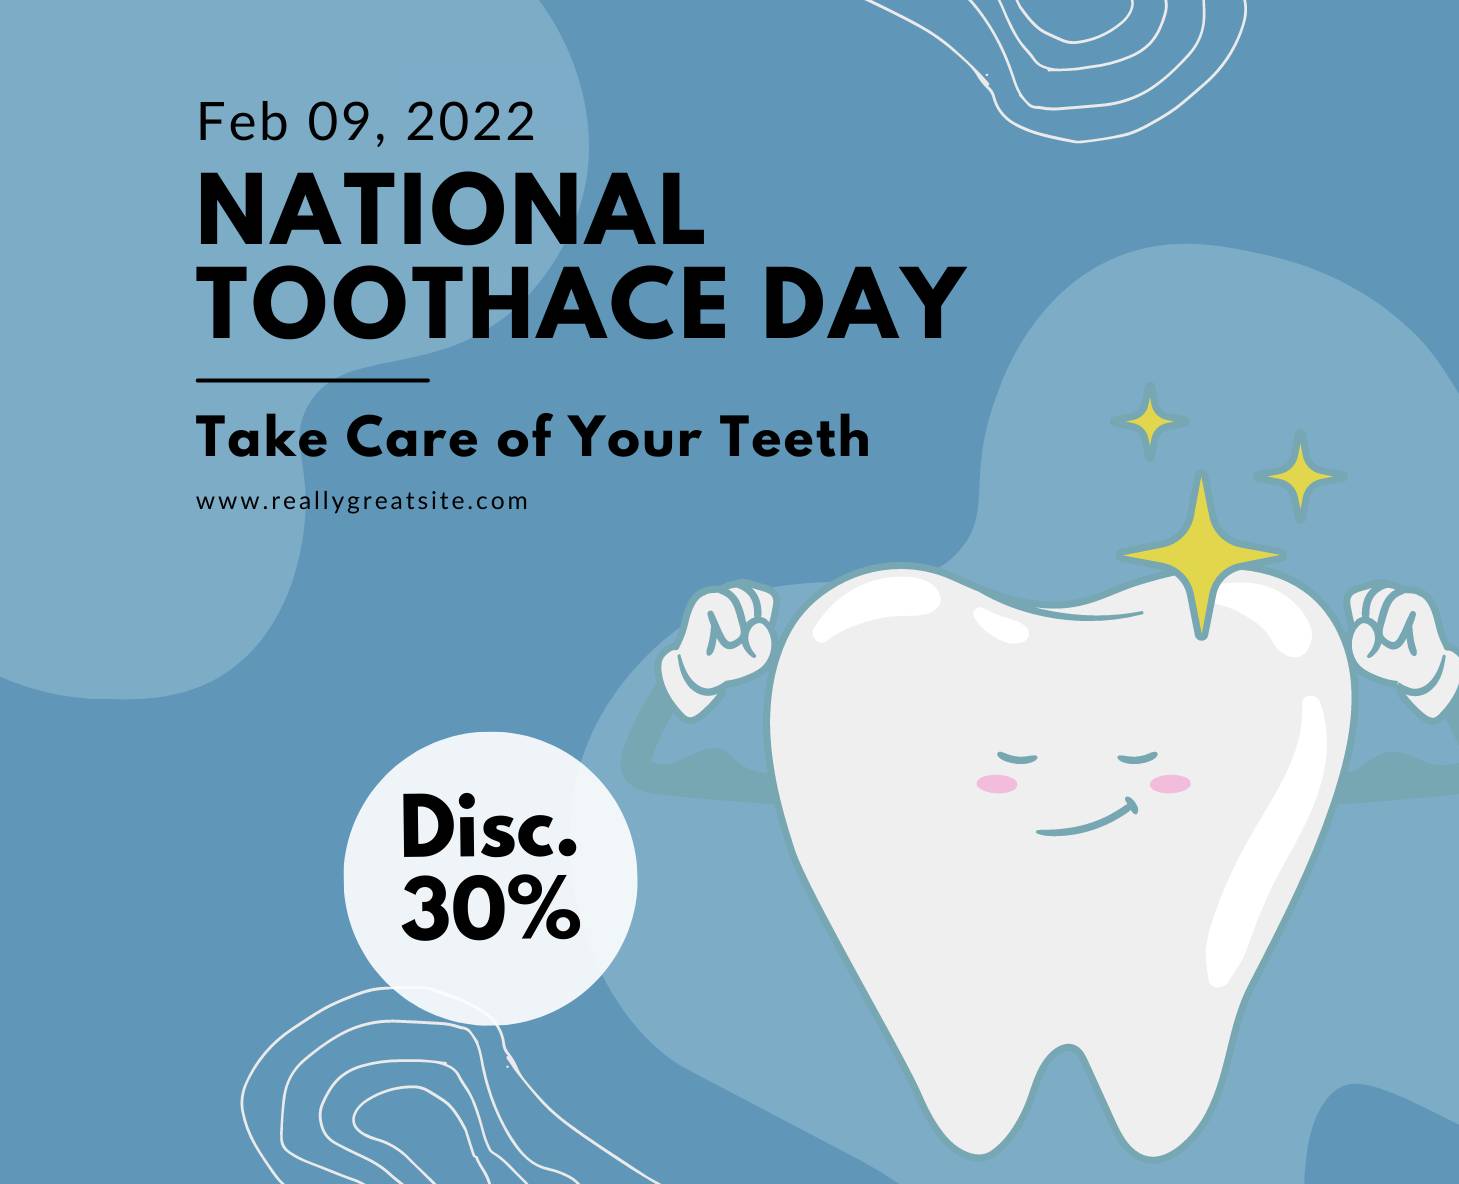 Feb 09, 2022
NATIONAL
TOOTHACE DAY
Take Care of Your Teeth
www.reallygreatsite.com
Disc.
30%